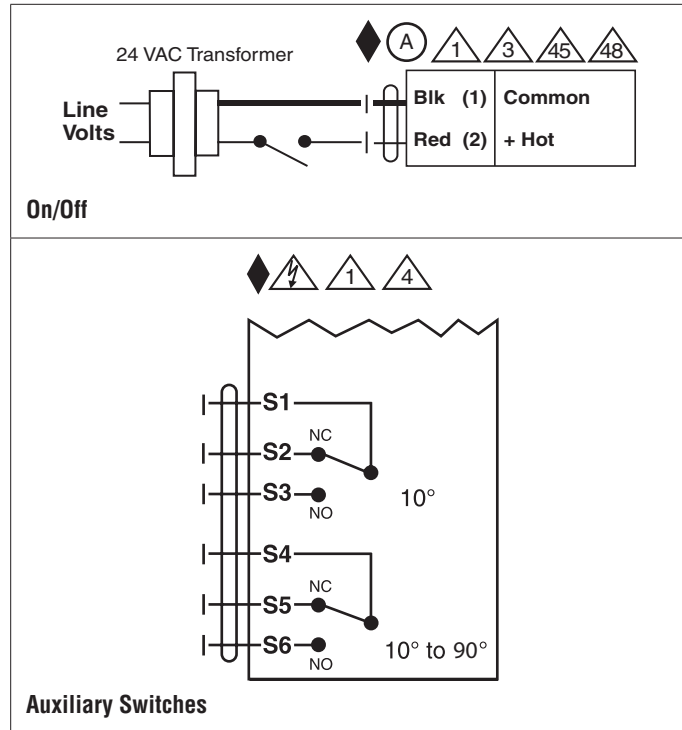 24 VAC Transformer
A 1 3 45 48
Line
Volts
Blk (1) Common
Red (2) + Hot
On/Off
1 4
S1
NC
S2
S3
NO
10°
S4
NC
S5
S6
NO
10° to 90°
Auxiliary Switches